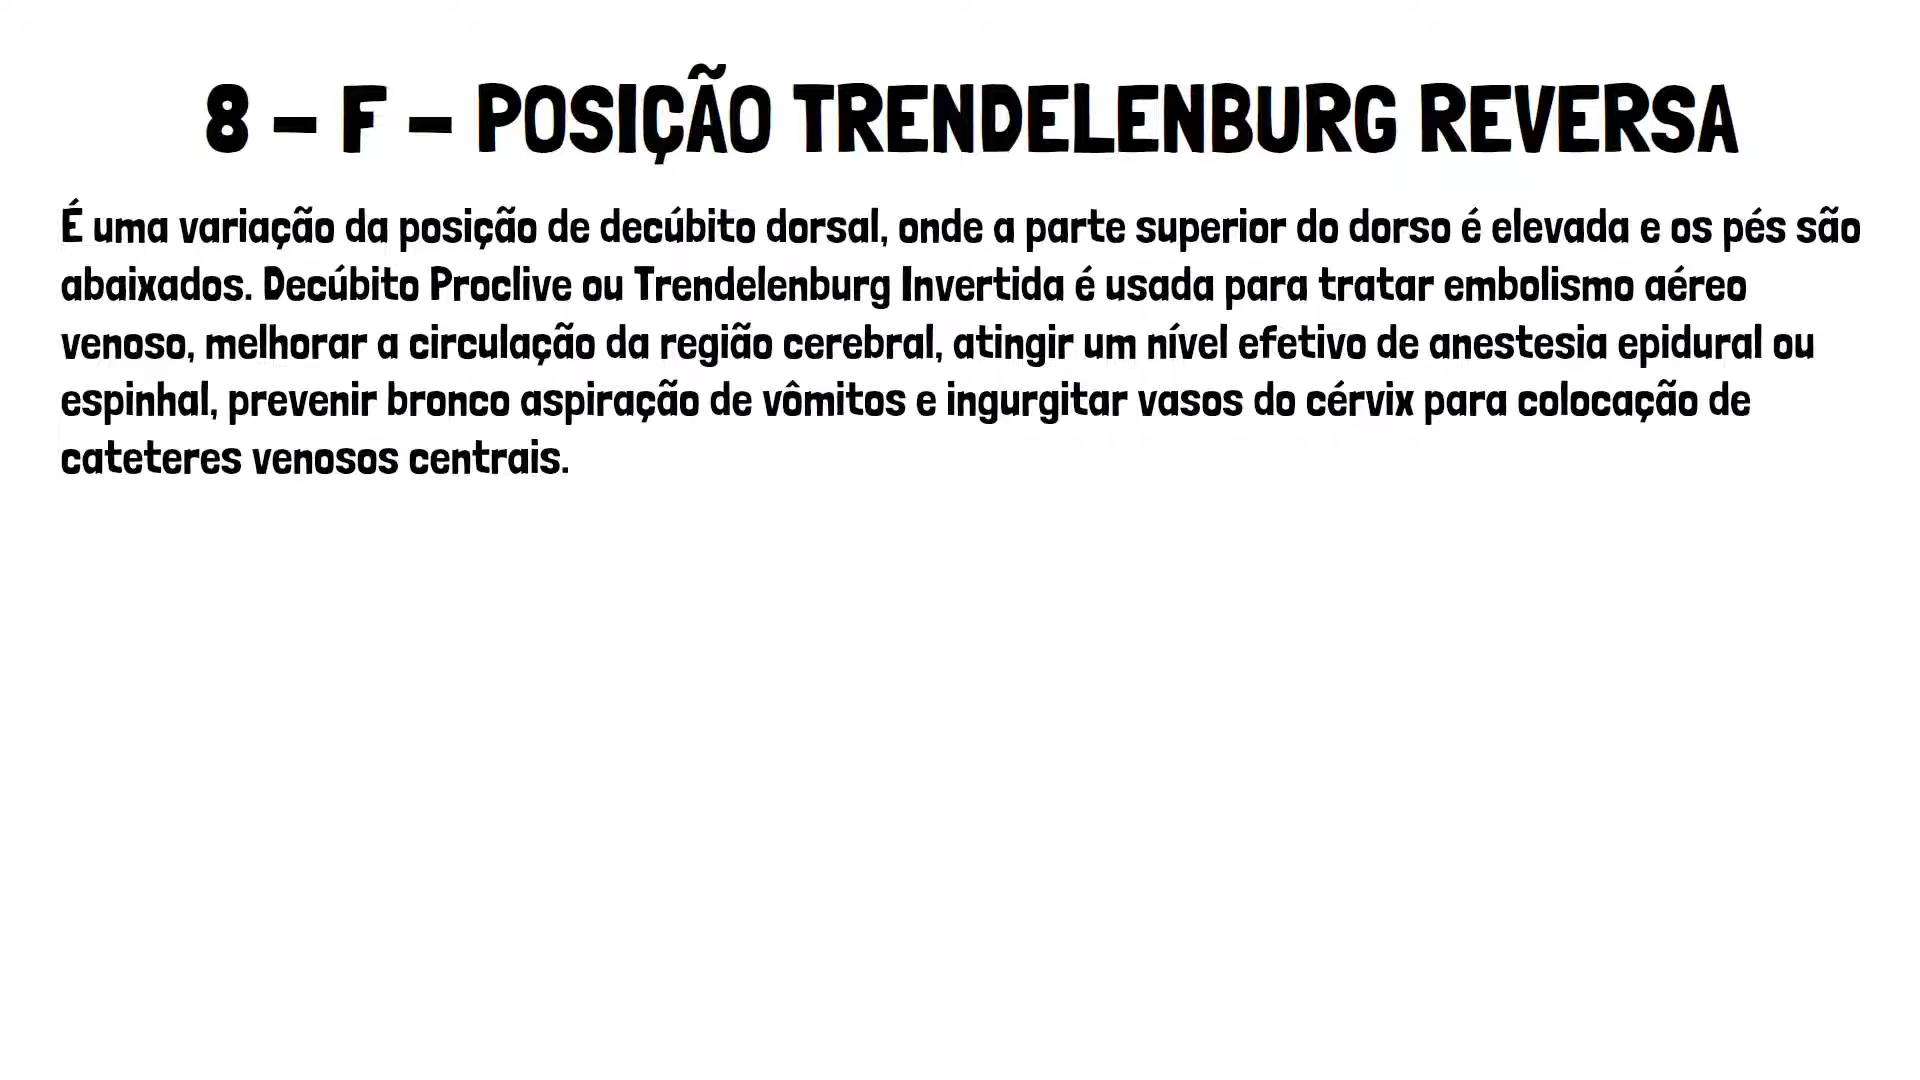 8 – F – POSIÇÃO TRENDELENBURG REVERSA
É uma variação da posição de decúbito dorsal, onde a parte superior do dorso é elevada e os pés são
abaixados. Decúbito Proclive ou Trendelenburg Invertida é usada para tratar embolismo aéreo
venoso, melhorar a circulação da região cerebral, atingir um nível efetivo de anestesia epidural ou
espinhal, prevenir bronco aspiração de vômitos e ingurgitar vasos do cérvix para colocação de
cateteres venosos centrais.